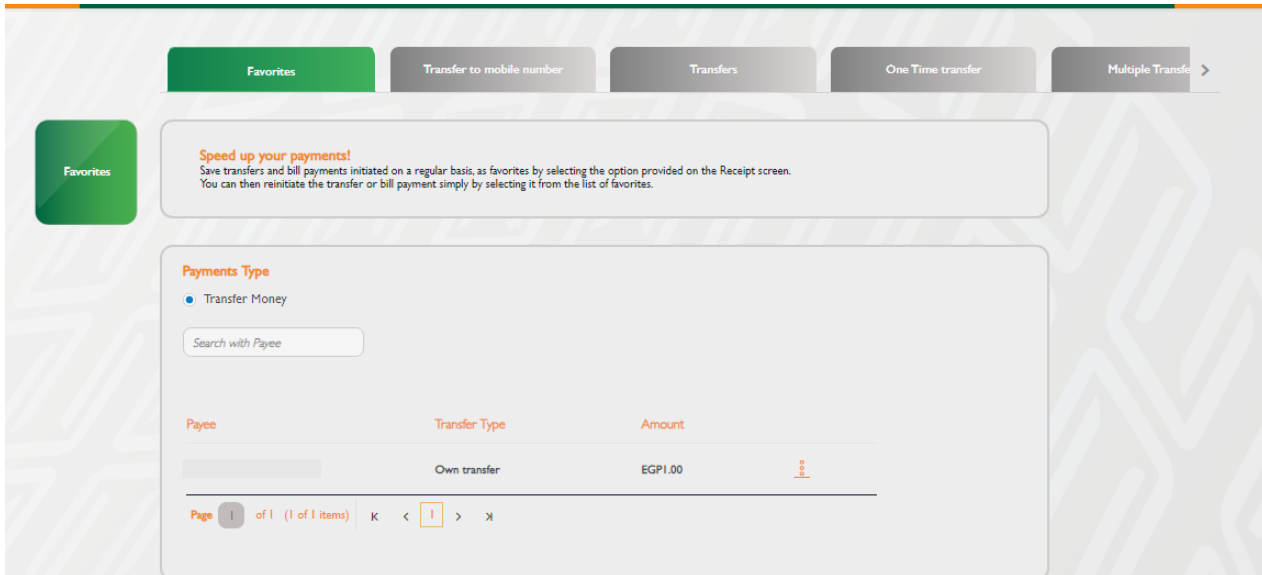 Favorites
Transfer to mobile number
Transfers
One Time transfer
Multiple Transfe
Favorites
Speed up your payments!
Save transfers and bill payments initiated on a regular basis, as favorites by selecting the option provided on the Receipt screen.
You can then reinitiate the transfer or bill payment simply by selecting it from the list of favorites.
Payments Type
Transfer Money
Search with Payee
Payee Transfer Type Amount
Own transfer EGP1.00
Page 1 of 1 (1 of 1 items) K < 1 > Ʞ